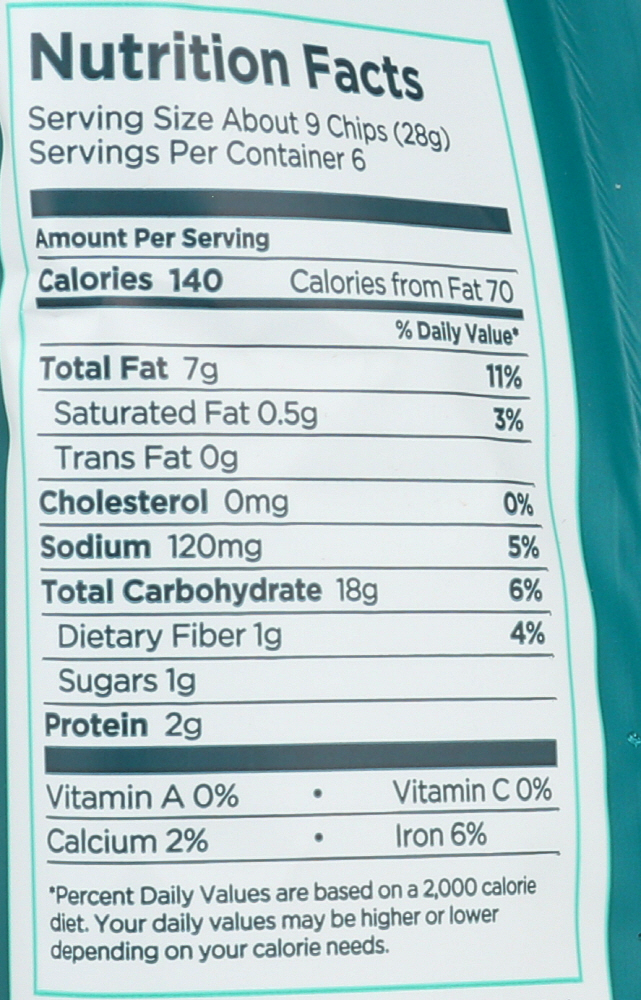 Nutrition Facts
Serving Size About 9 Chips (28g)
Servings Per Container 6
Amount Per Serving
Calories 140 Calories from Fat 70
% Daily Value*
Total Fat 7g 11%
Saturated Fat 0.5g 3%
Trans Fat 0g
Cholesterol 0mg 0%
Sodium 120mg 5%
Total Carbohydrate 18g 6%
Dietary Fiber 1g 4%
Sugars 1g
Protein 2g
Vitamin A 0% • Vitamin C 0%
Calcium 2% • Iron 6%
*Percent Daily Values are based on a 2,000 calorie
diet. Your daily values may be higher or lower
depending on your calorie needs.